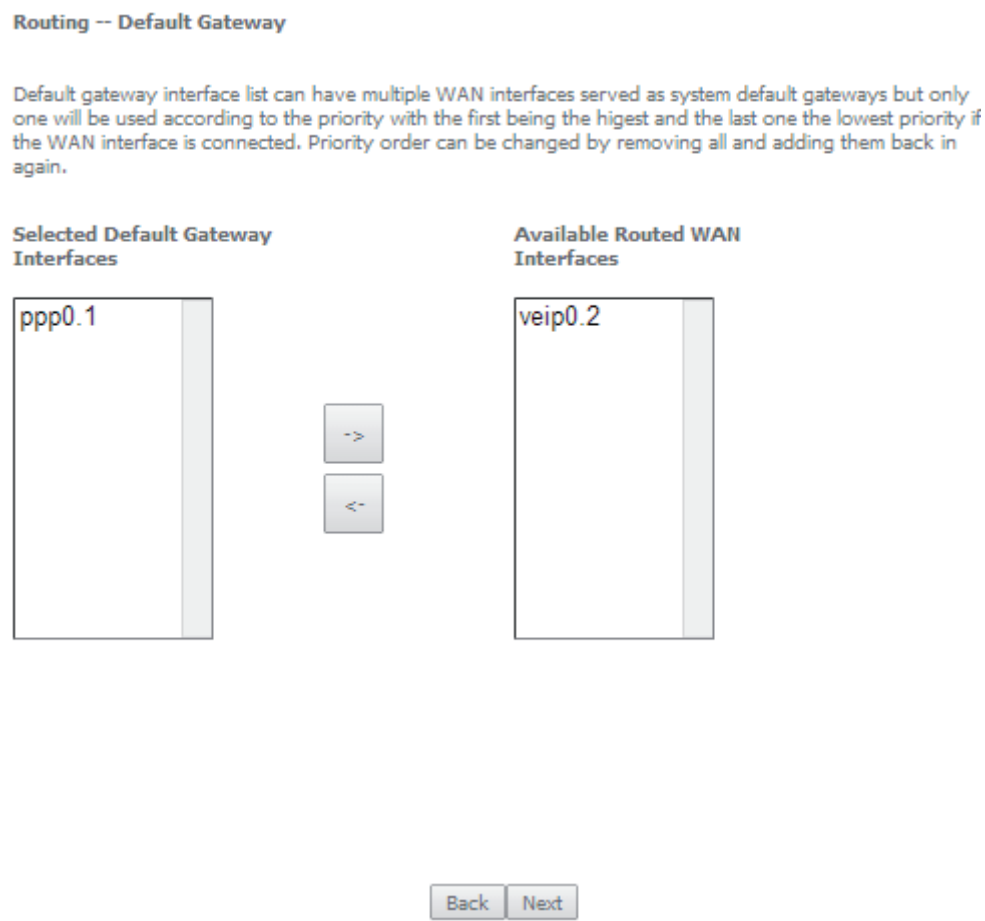 Routing -- Default Gateway
Default gateway interface list can have multiple WAN interfaces served as system default gateways but only
one will be used according to the priority with the first being the higest and the last one the lowest priority if
the WAN interface is connected. Priority order can be changed by removing all and adding them back in
again.
Selected Default Gateway
Interfaces
Available Routed WAN
Interfaces
ppp0.1
veip0.2
->
<-
Back
Next